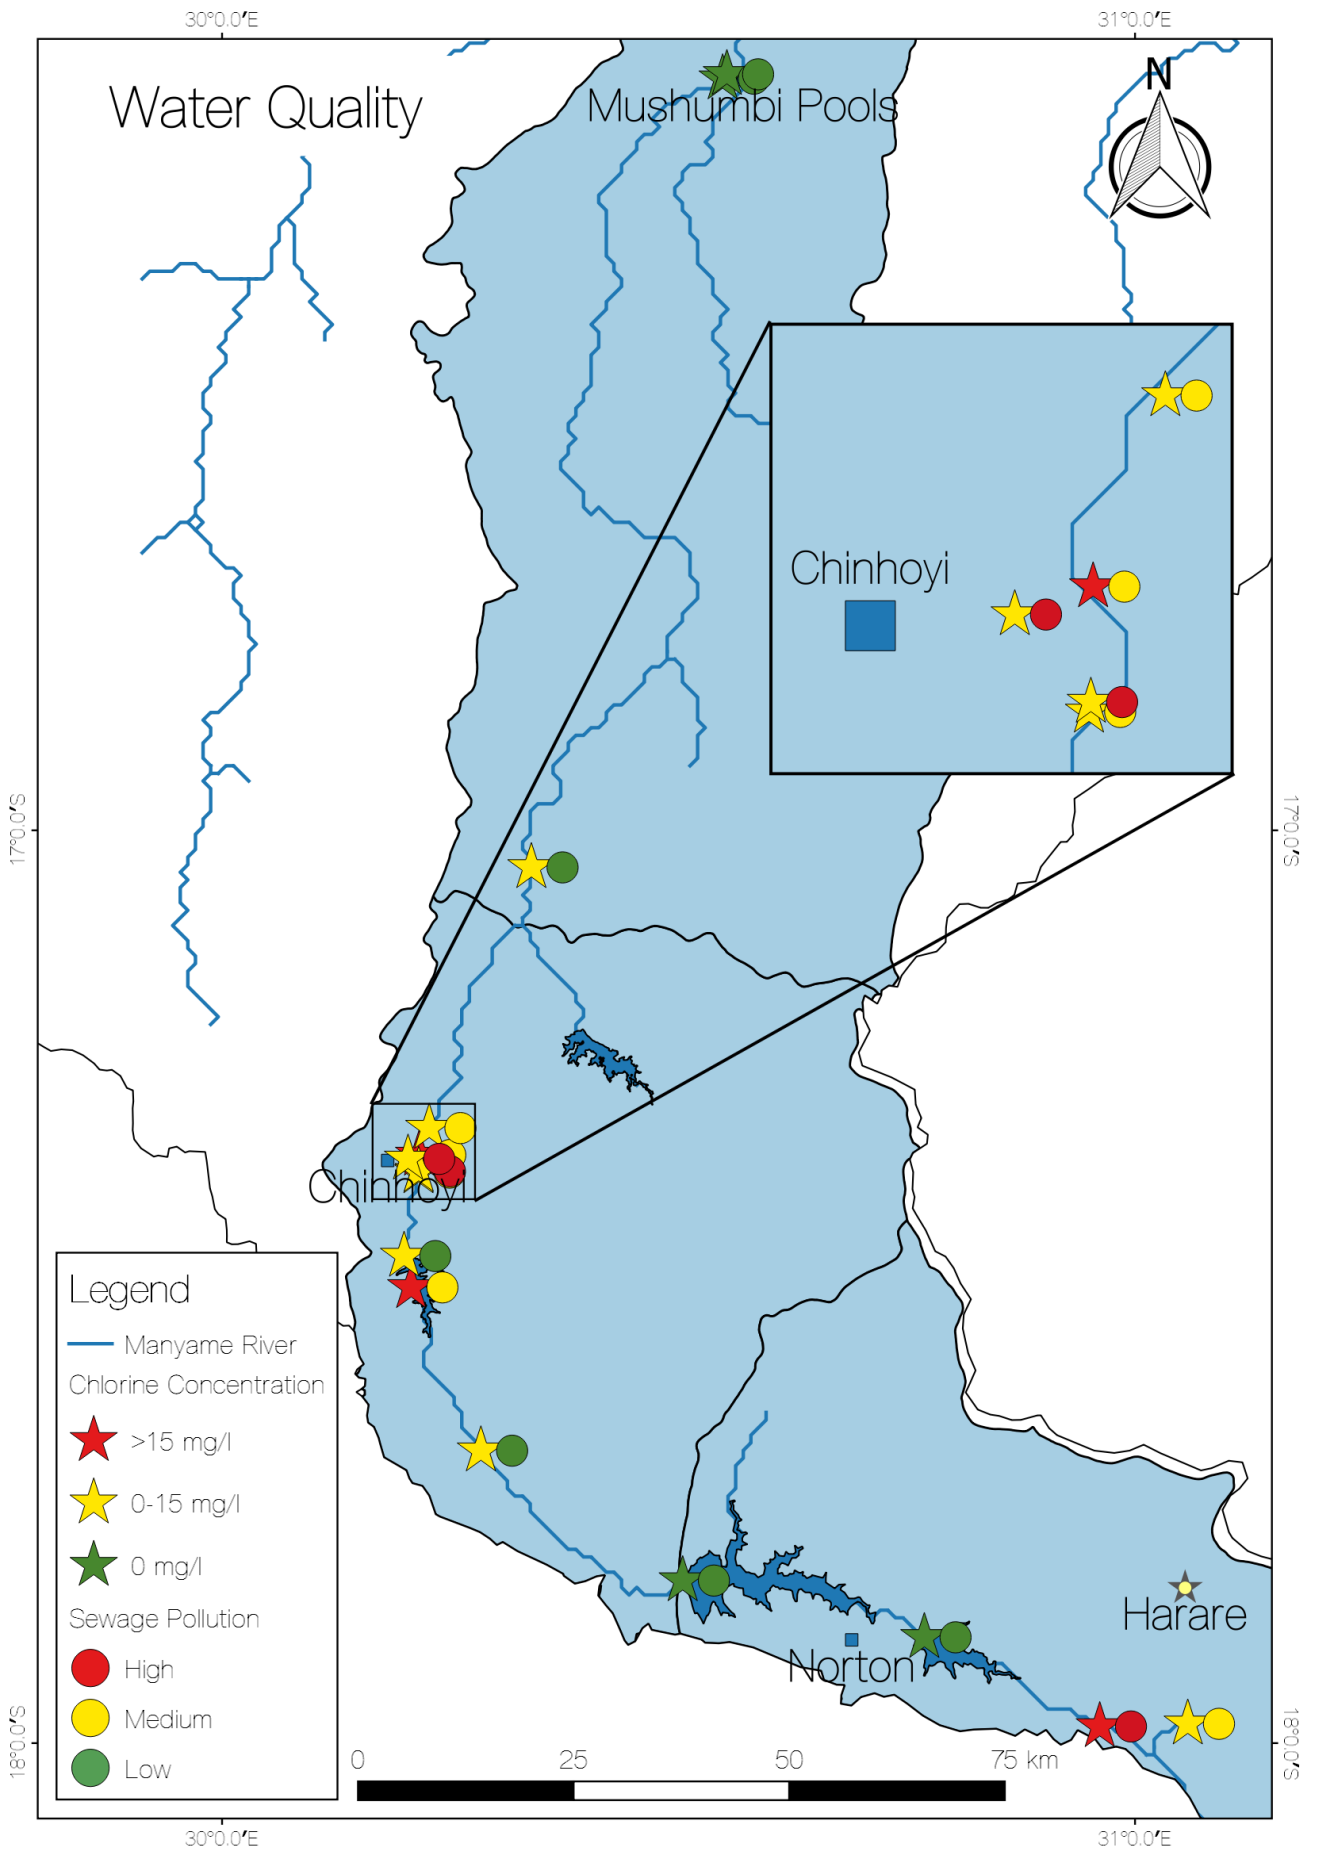 30°0.0'E
31°0.0'E
Water Quality
Mushumbi Pools
N
Chinhoyi
17°0.0'S
17°0.0'S
Chinhoyi
Legend
Manyame River
Chlorine Concentration
>15 mg/l
0-15 mg/l
0 mg/l
Sewage Pollution
High
Medium
Low
Harare
Norton
18°0.0'S
18°0.0'S
0 25 50 75 km
30°0.0'E
31°0.0'E